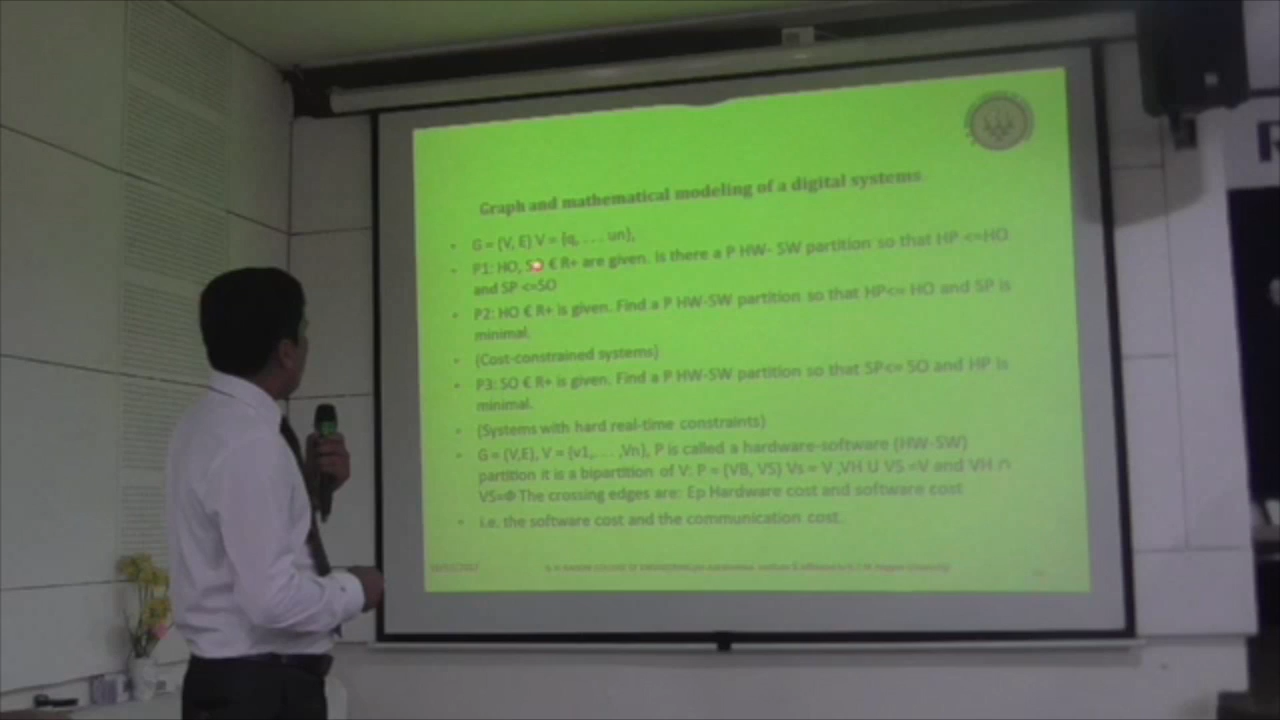 Graph and mathematical modeling of a digital systems
• G = (V, E) V = {q, . . . un},
• P1: HO, SO € R+ are given. Is there a P HW- SW partition so that HP <=HO
and SP <=SO
• P2: HO € R+ is given. Find a P HW-SW partition so that HP<= HO and SP is
minimal.
• (Cost-constrained systems)
• P3: SO € R+ is given. Find a P HW-SW partition so that SP<= SO and HP is
minimal.
• (Systems with hard real-time constraints)
• G = (V,E), V = {v1,. . . ,Vn}, P is called a hardware-software (HW-SW)
partition it is a bipartition of V: P = (VB, VS) Vs = V ,VH U VS =V and VH ∩
VS=Φ The crossing edges are: Ep Hardware cost and software cost
• i.e. the software cost and the communication cost.
COLLEGE OF ENGINEERING
R